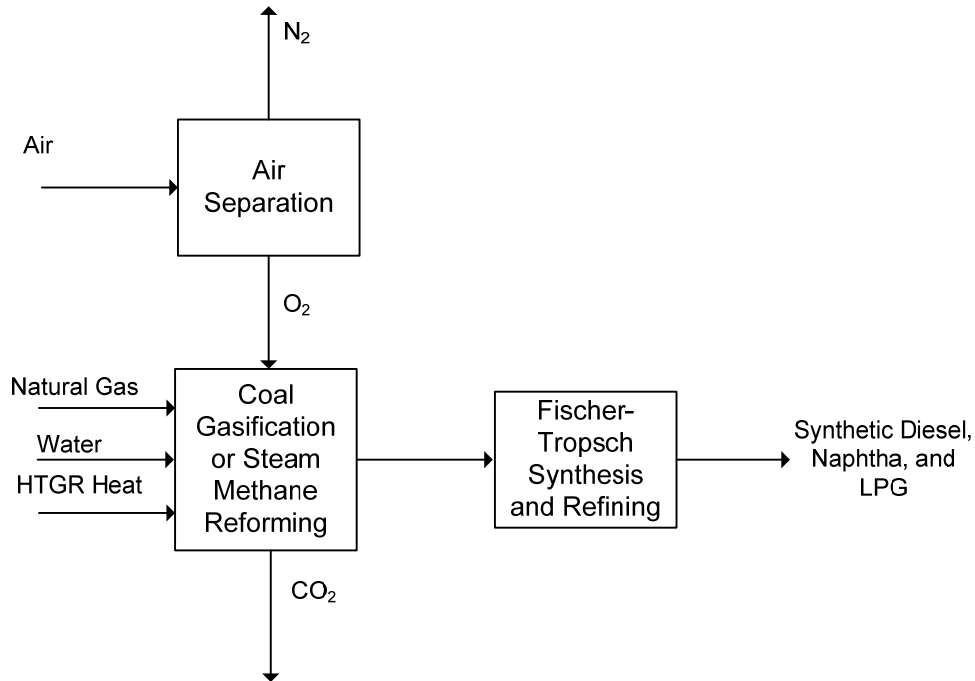 N₂
Air
Air
Separation
O₂
Natural Gas
Water
HTGR Heat
Coal
Gasification
or Steam
Methane
Reforming
Fischer-
Tropsch
Synthesis
and Refining
Synthetic Diesel,
Naphtha, and
LPG
CO₂